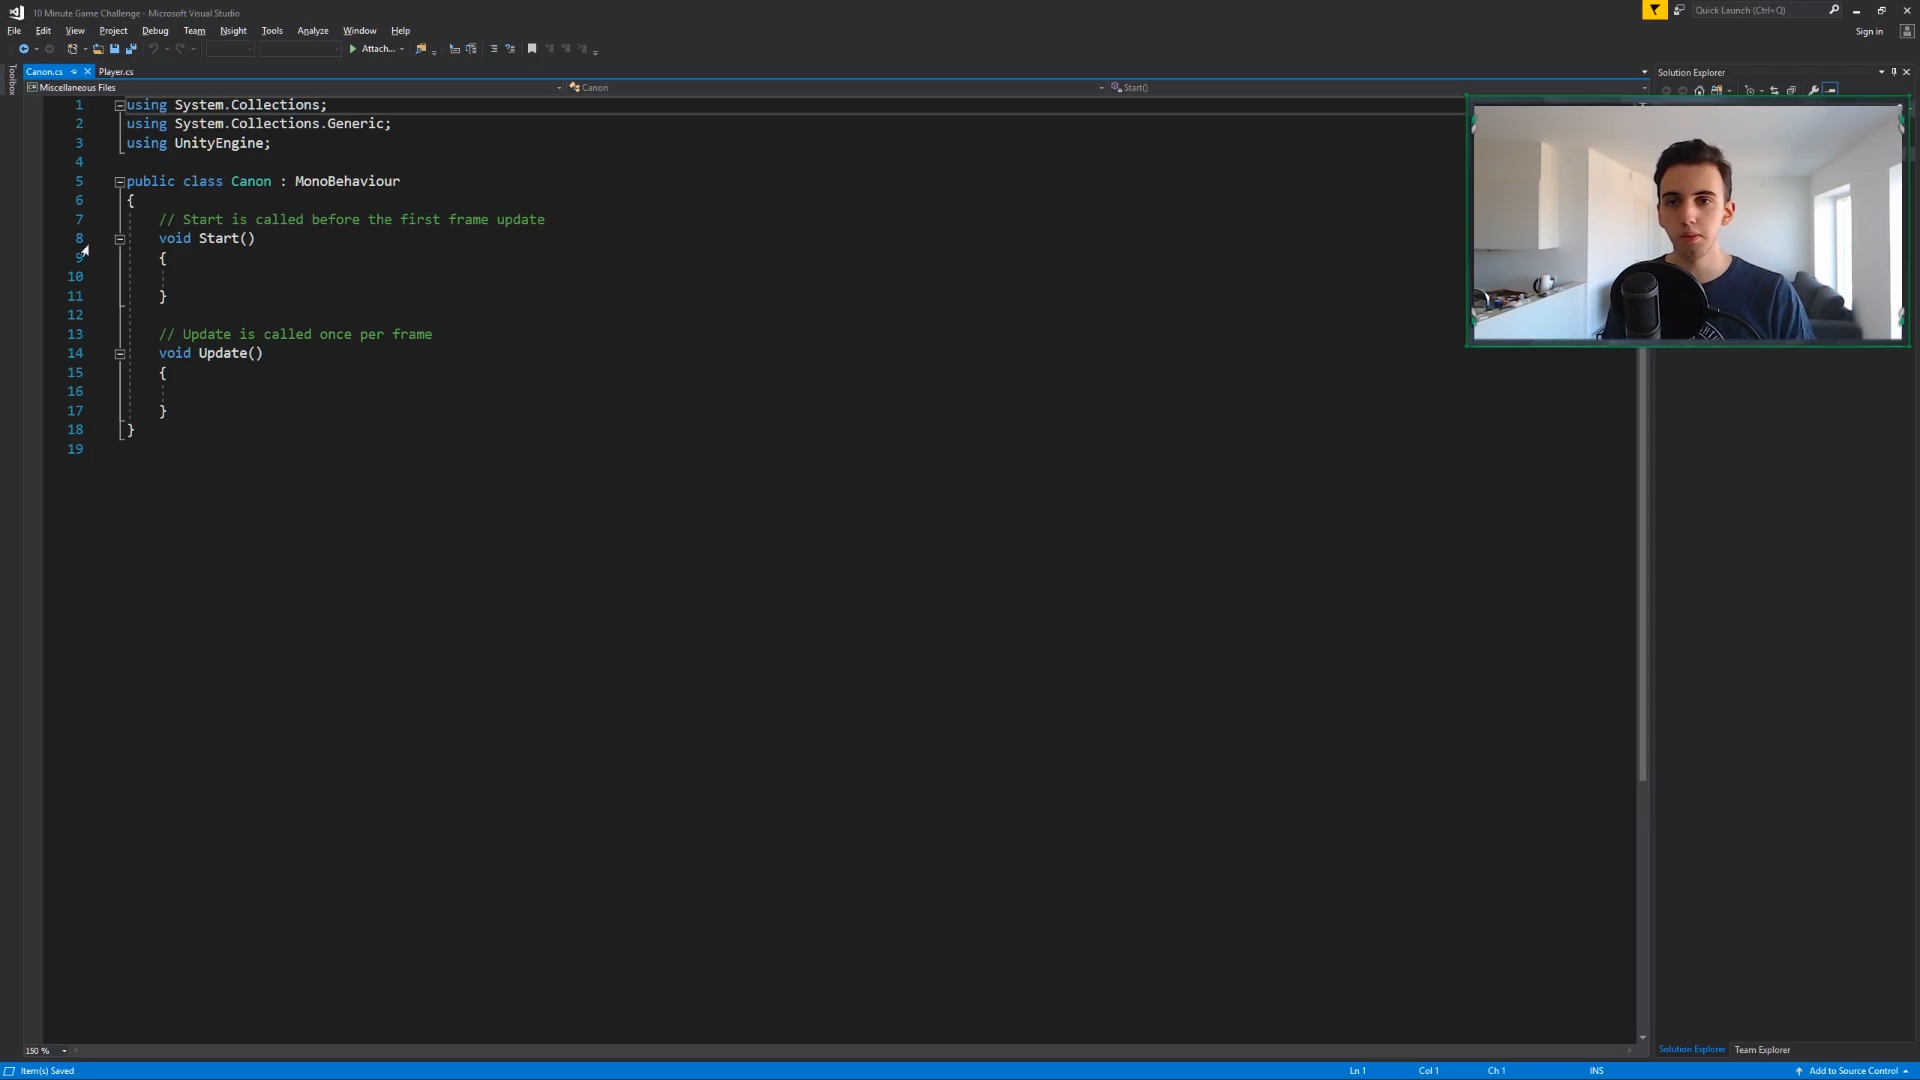 10 Minute Game Challenge - Microsoft Visual Studio
Quick Launch (Ctrl+Q)
File Edit View Project Debug Team Nsight Tools Analyze Window Help
Sign in
Attach...
Toolbox
Canon.cs Player.cs
Solution Explorer
Miscellaneous Files Canon Start()
1 using System.Collections;
2 using System.Collections.Generic;
3 using UnityEngine;
4
5 public class Canon : MonoBehaviour
6 {
7 // Start is called before the first frame update
8 void Start()
9 {
10
11 }
12
13 // Update is called once per frame
14 void Update()
15 {
16
17 }
18 }
19
150 %
Solution Explorer Team Explorer
Item(s) Saved Ln 1 Col 1 Ch 1 INS Add to Source Control